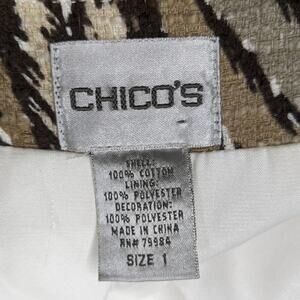 CHICO'S
SHELL:
100% COTTON
LINING:
100% POLYESTER
DECORATION:
100% POLYESTER
MADE IN CHINA
RN# 79984
SIZE 1